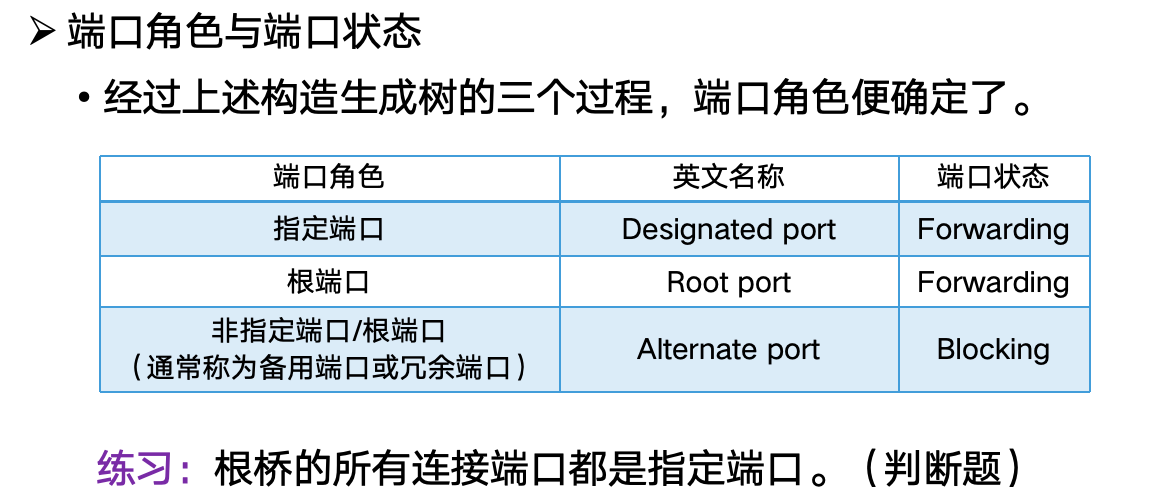 ➢ 端口角色与端口状态
• 经过上述构造生成树的三个过程，端口角色便确定了。
端口角色 英文名称 端口状态
指定端口 Designated port Forwarding
根端口 Root port Forwarding
非指定端口/根端口
（通常称为备用端口或冗余端口） Alternate port Blocking
练习：根桥的所有连接端口都是指定端口。（判断题）